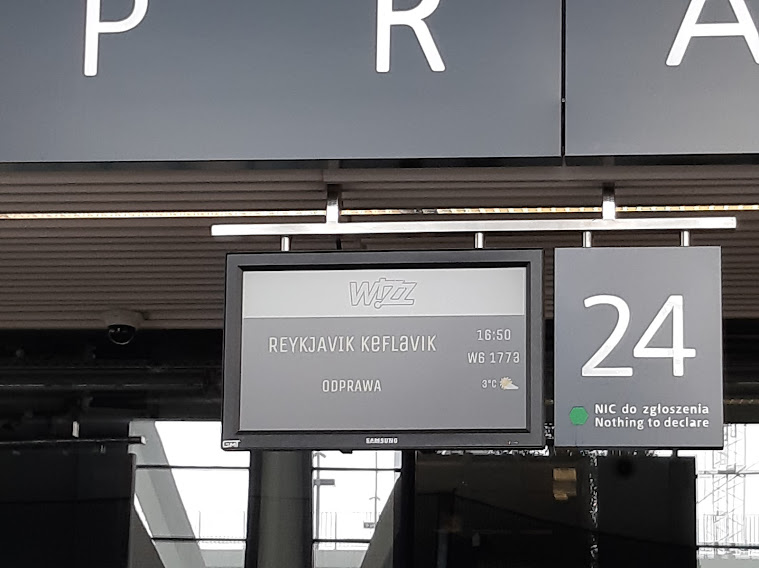 P R A
WIZZ
REYKJAVIK KEFLAVIK
16:50
W6 1773
ODPRAWA
3°C
SAMSUNG
24
NIC do zgłoszenia
Nothing to declare